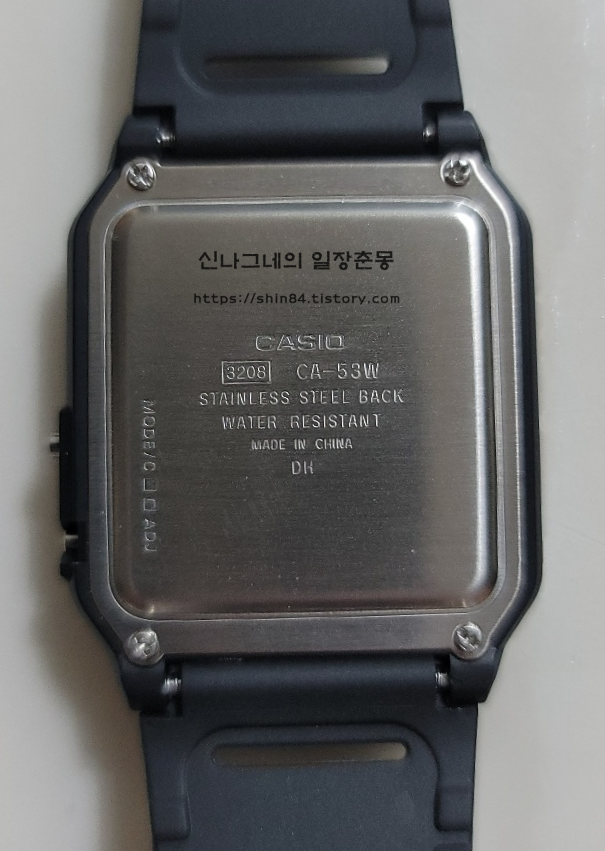 신나그네의 일장춘몽
https://shin84.tistory.com
CASIO
3208 CA-53W
STAINLESS STEEL BACK
WATER RESISTANT
MADE IN CHINA
DH
MODE/C □ □ ADJ